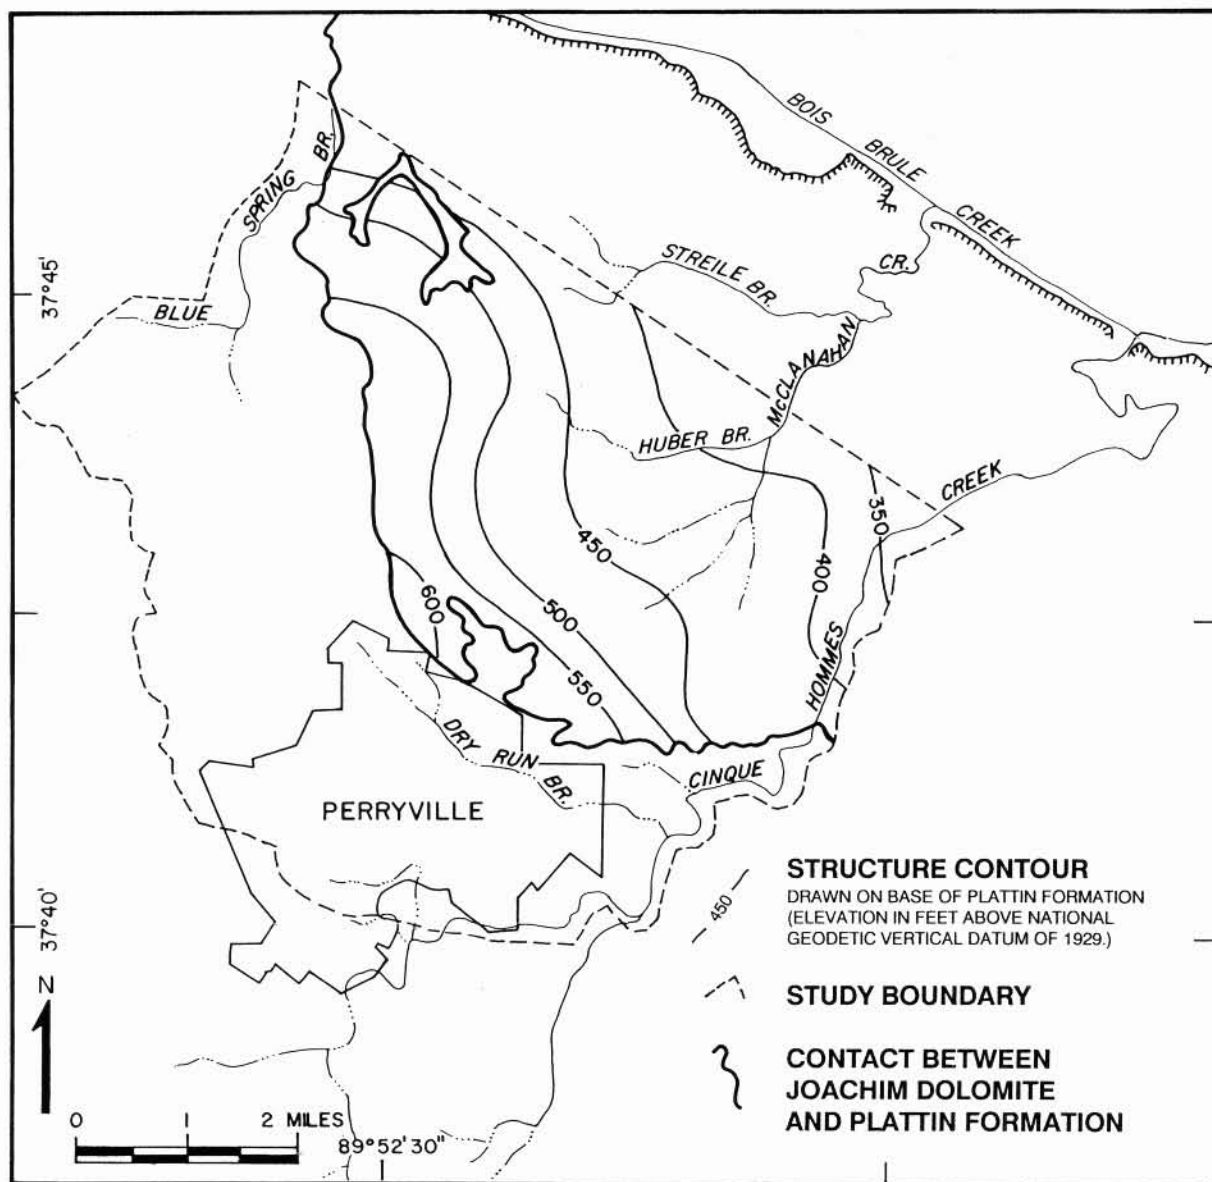 BOIS
BRULE
CREEK
BLUE
SPRING
BR.
STREILE BR.
CR.
McCLANAHAN
HUBER BR.
CREEK
HOMMES
CINQUE
37°45'
37°40'
350
400
450
500
550
600
DRY RUN BR.
PERRYVILLE
STRUCTURE CONTOUR
DRAWN ON BASE OF PLATTIN FORMATION
(ELEVATION IN FEET ABOVE NATIONAL
GEODETIC VERTICAL DATUM OF 1929.)
450
STUDY BOUNDARY
CONTACT BETWEEN
JOACHIM DOLOMITE
AND PLATTIN FORMATION
N
0 1 2 MILES
89°52'30"